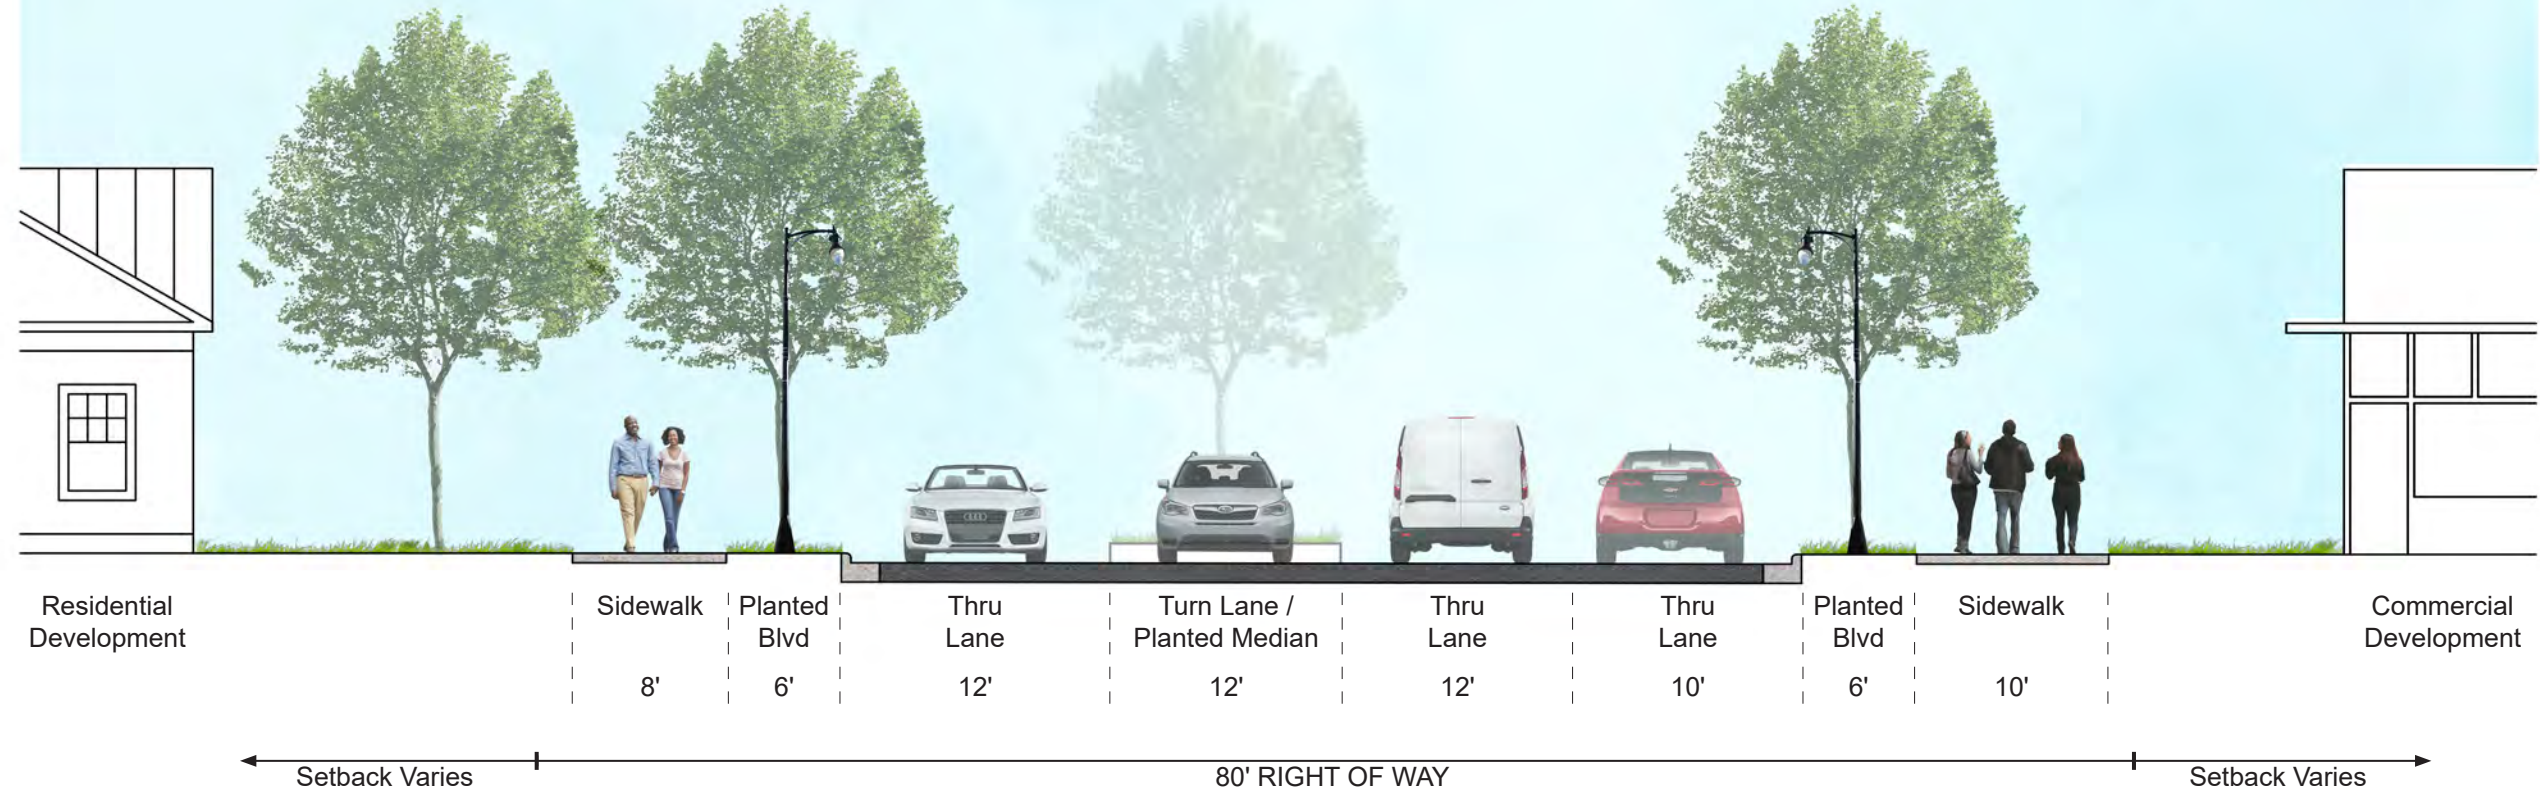 Residential
Development
Sidewalk
8'
Planted
Blvd
6'
Thru
Lane
12'
Turn Lane /
Planted Median
12'
Thru
Lane
12'
Thru
Lane
10'
Planted
Blvd
6'
Sidewalk
10'
Commercial
Development
Setback Varies
80' RIGHT OF WAY
Setback Varies